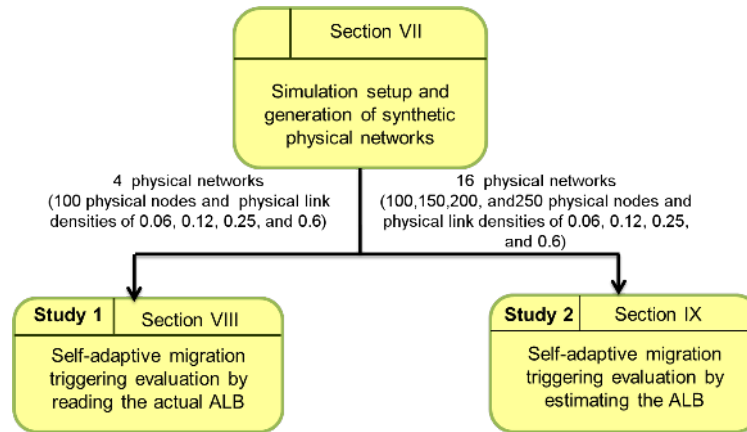 Section VII
Simulation setup and
generation of synthetic
physical networks
4 physical networks
(100 physical nodes and physical link
densities of 0.06, 0.12, 0.25, and 0.6)
16 physical networks
(100,150,200, and250 physical nodes and
physical link densities of 0.06, 0.12, 0.25,
and 0.6)
Study 1
Section VIII
Self-adaptive migration
triggering evaluation by
reading the actual ALB
Study 2
Section IX
Self-adaptive migration
triggering evaluation by
estimating the ALB